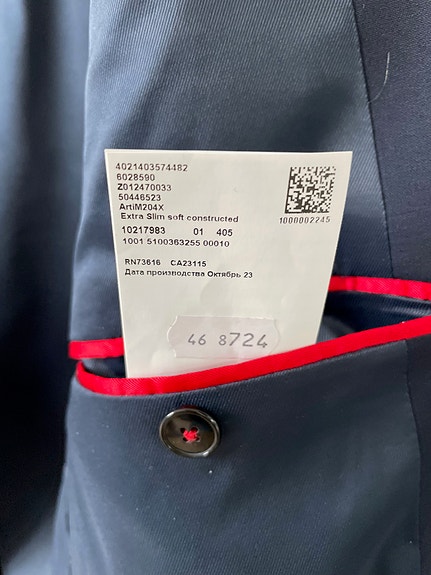 4021403574482
6028590
Z012470033
50446523
ArtiM204X
Extra Slim soft constructed
1000002245
10217983 01 405
1001 5100363255 00010
RN73616 CA23115
Дата производства Октябрь 23
46 8724